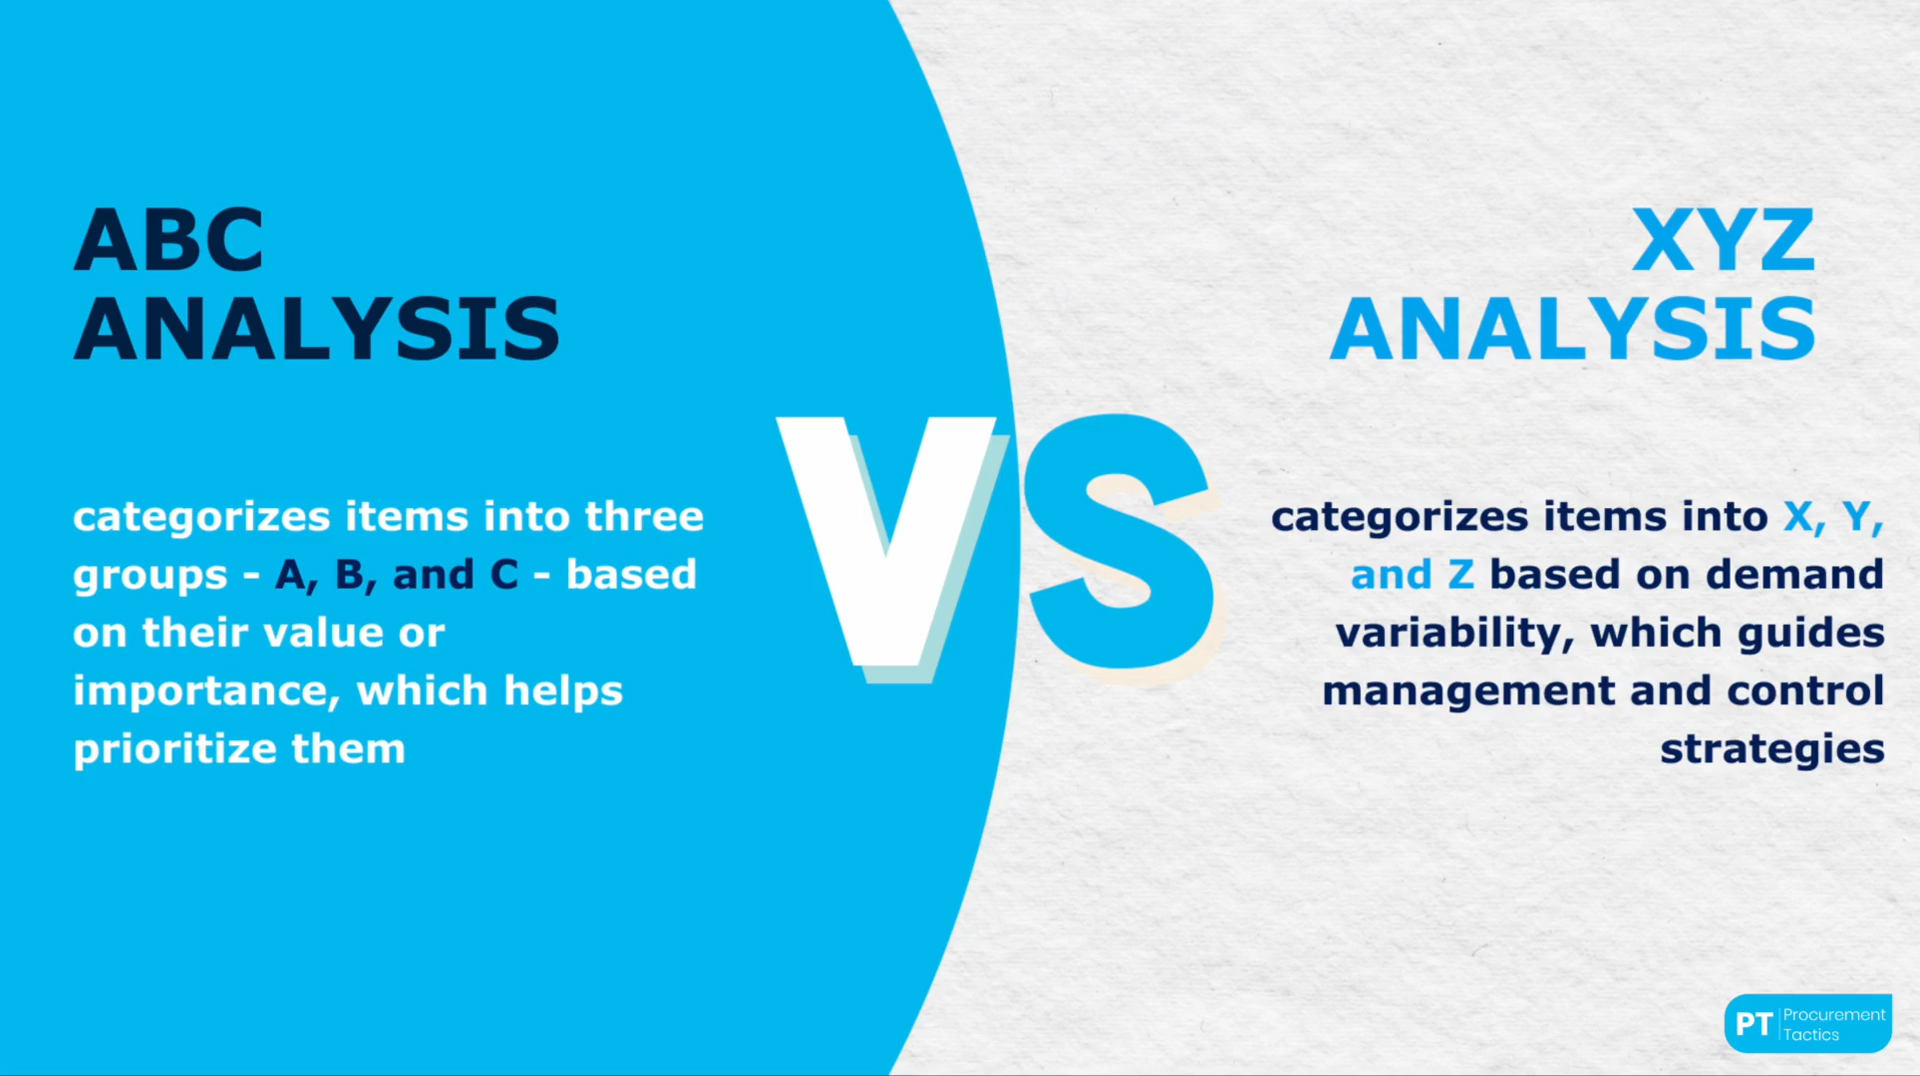 ABC
ANALYSIS
categorizes items into three
groups - A, B, and C - based
on their value or
importance, which helps
prioritize them
VS
XYZ
ANALYSIS
categorizes items into X, Y,
and Z based on demand
variability, which guides
management and control
strategies
PT Procurement
Tactics